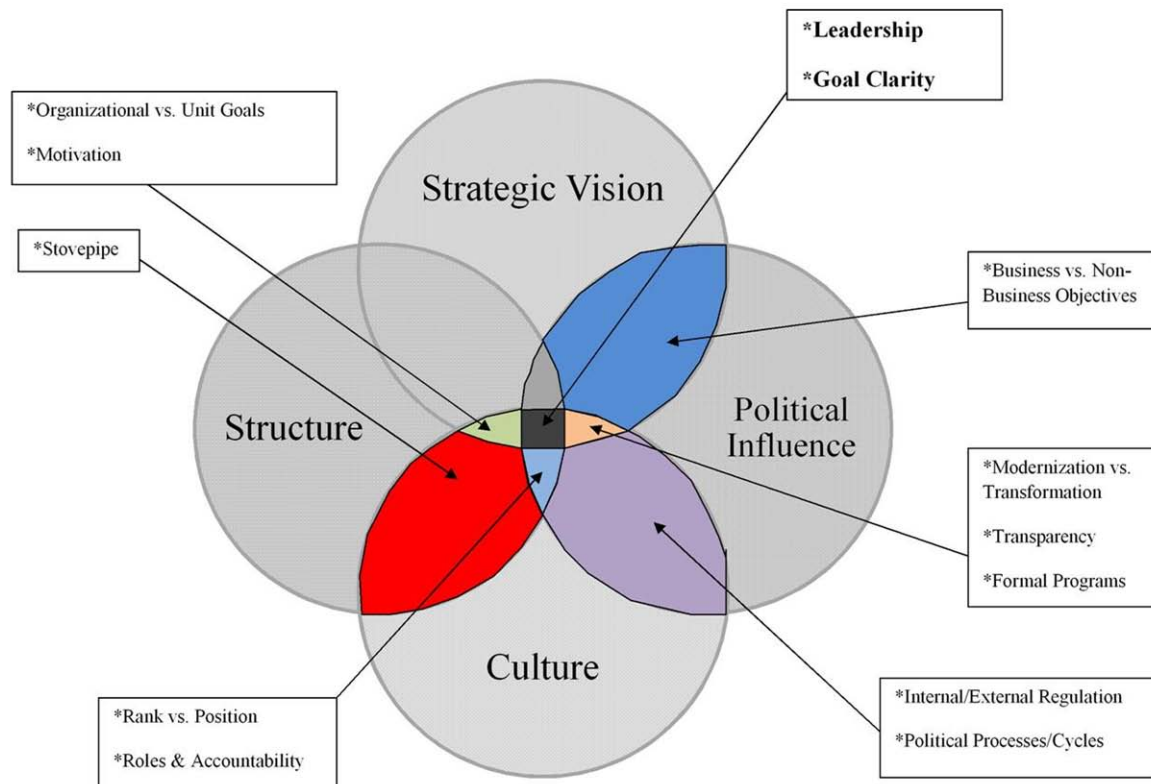 *Leadership
*Goal Clarity
*Organizational vs. Unit Goals
*Motivation
Strategic Vision
*Stovepipe
*Business vs. Non-
Business Objectives
Structure
Political
Influence
*Modernization vs.
Transformation
*Transparency
*Formal Programs
Culture
*Rank vs. Position
*Roles & Accountability
*Internal/External Regulation
*Political Processes/Cycles